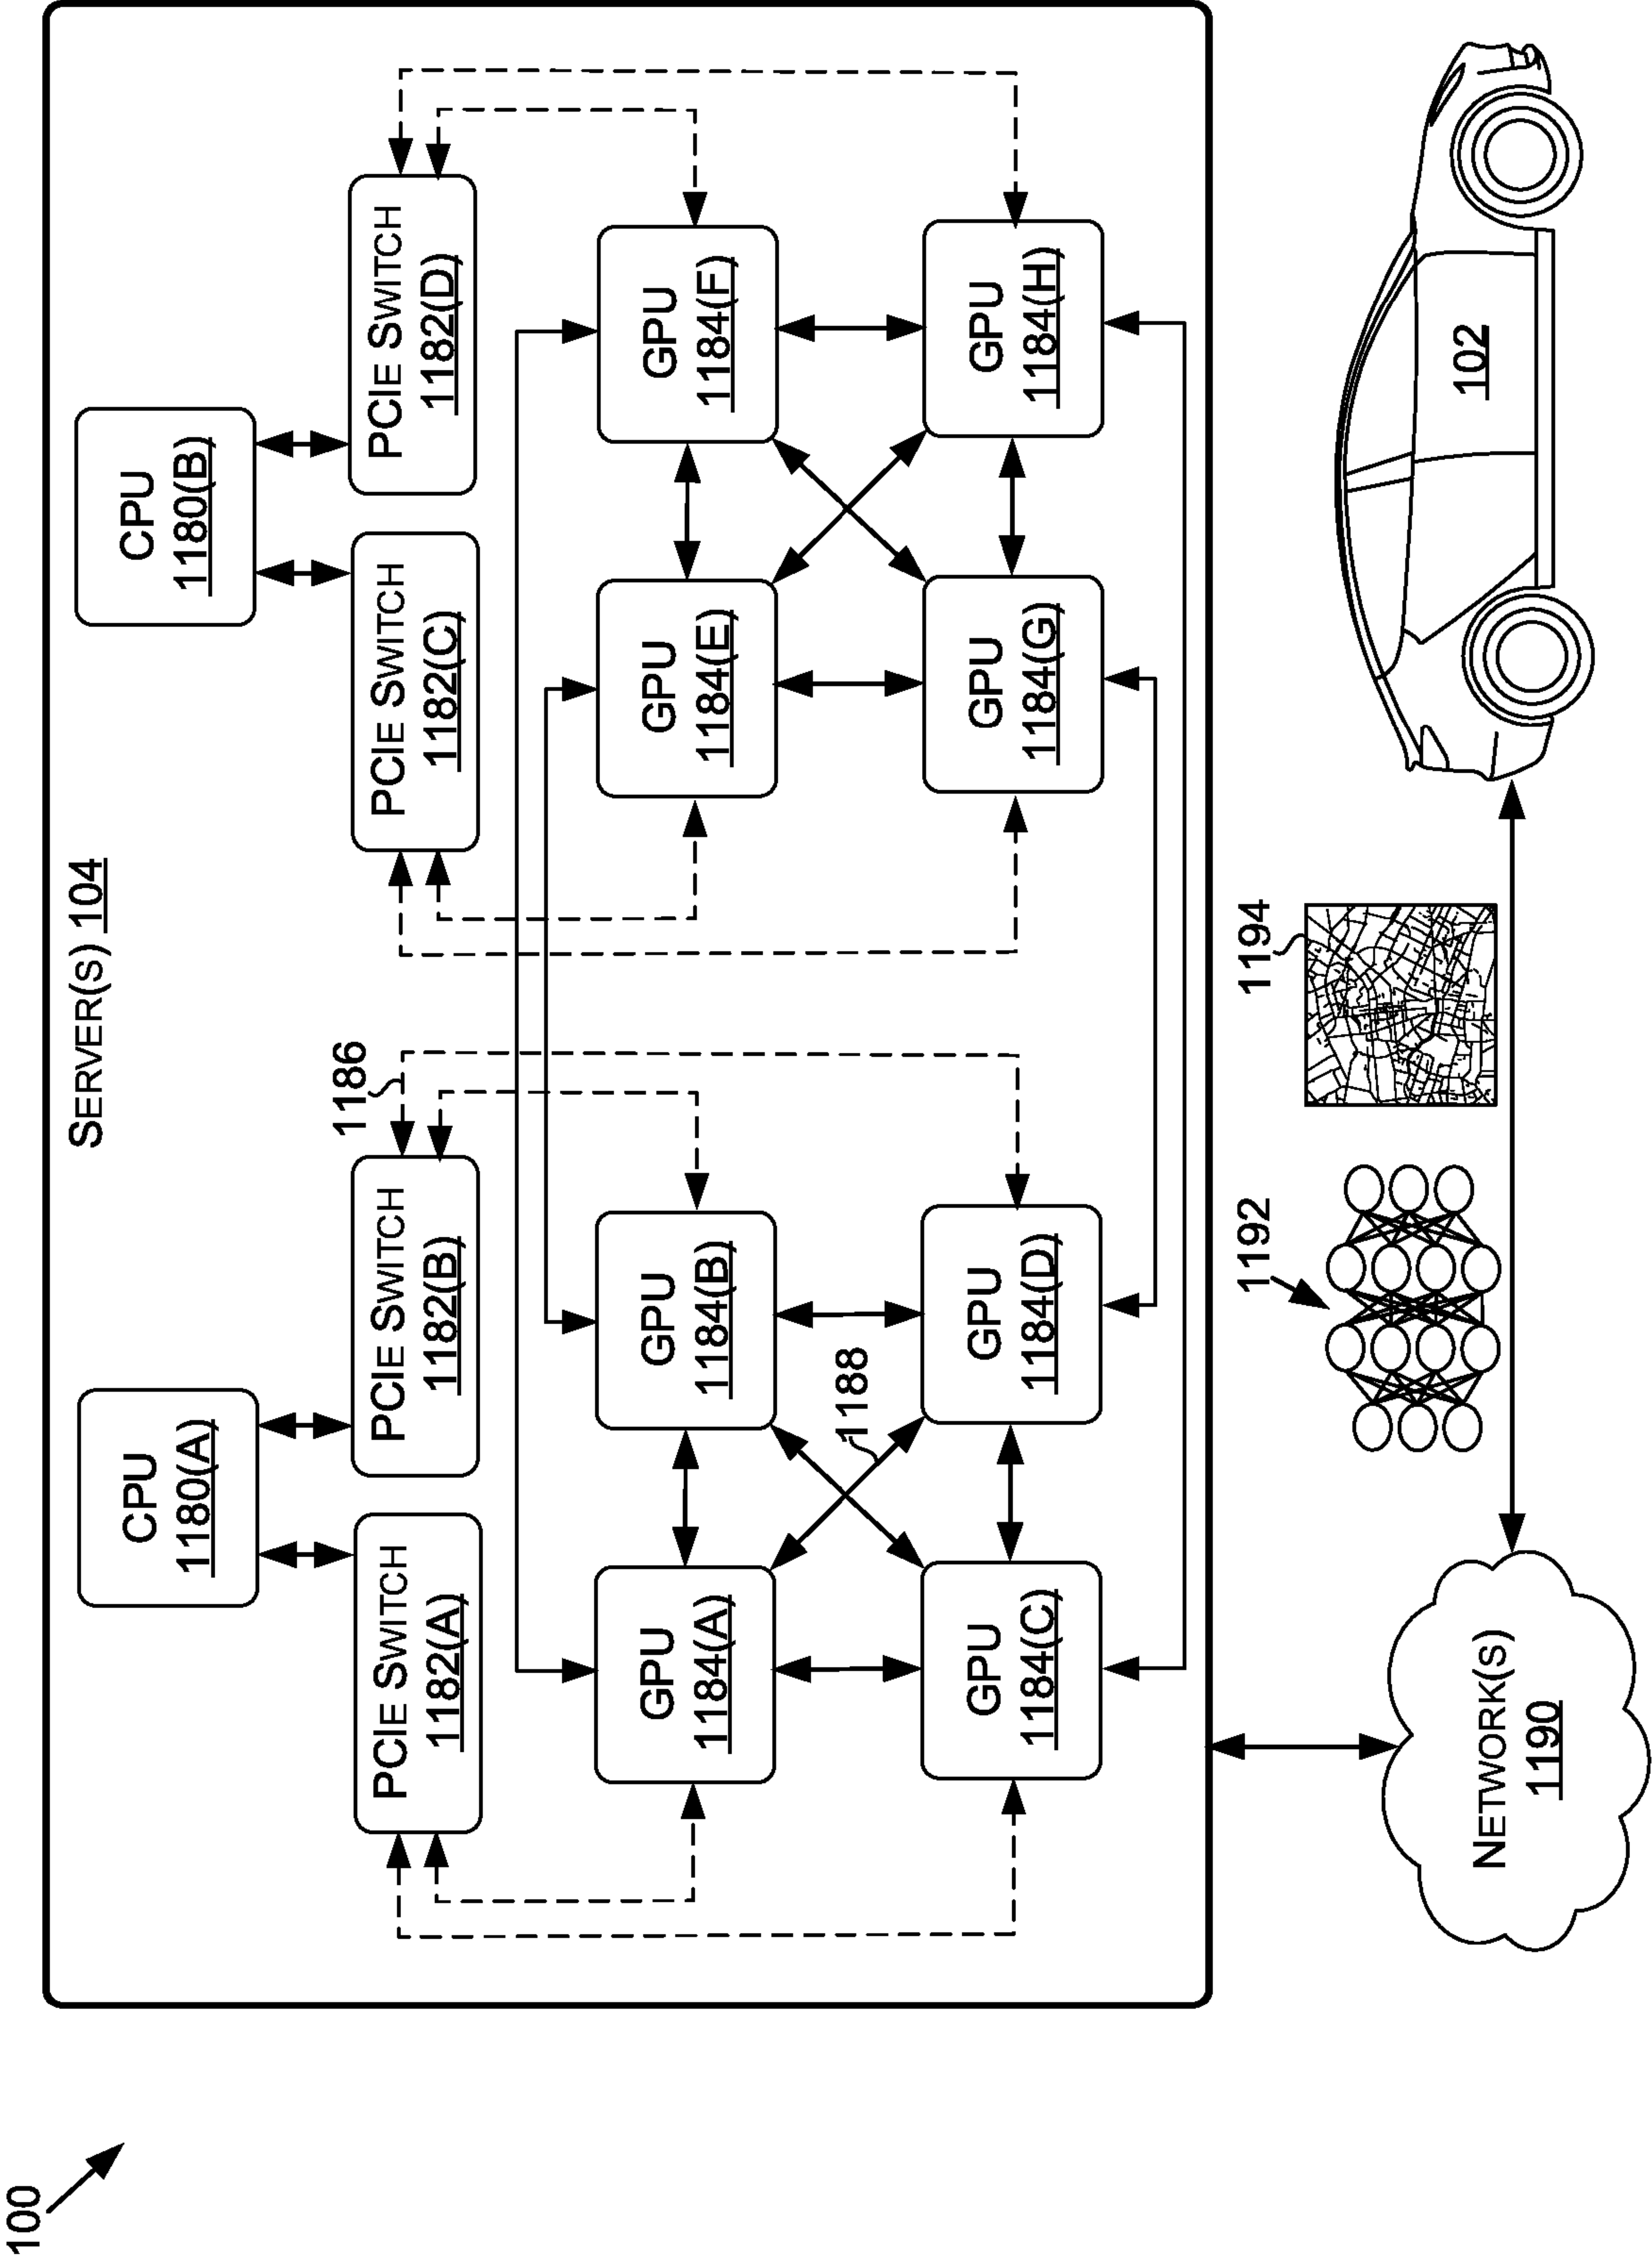 100
SERVER(S) 104
CPU
1180(A)
CPU
1180(B)
PCIE SWITCH
1182(A)
PCIE SWITCH
1182(B)
1186
PCIE SWITCH
1182(C)
PCIE SWITCH
1182(D)
GPU
1184(A)
GPU
1184(B)
GPU
1184(E)
GPU
1184(F)
1188
GPU
1184(C)
GPU
1184(D)
GPU
1184(G)
GPU
1184(H)
1192
1194
NETWORK(S)
1190
102